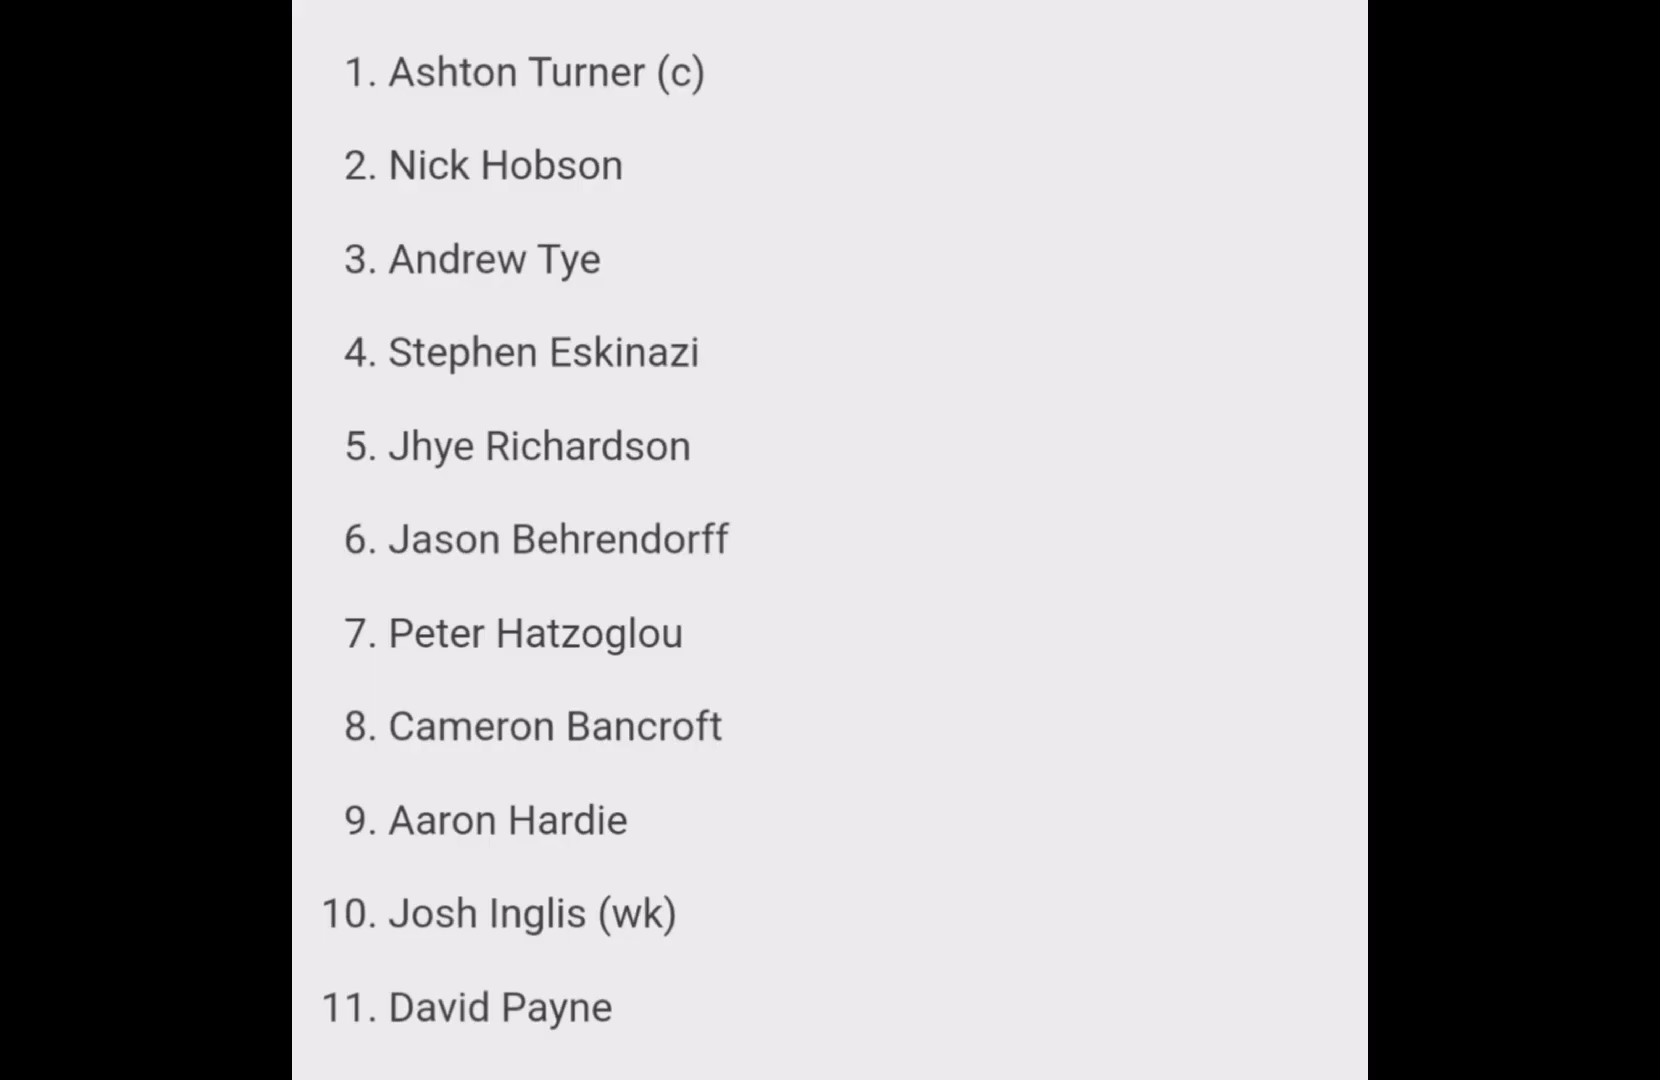 1. Ashton Turner (c)
2. Nick Hobson
3. Andrew Tye
4. Stephen Eskinazi
5. Jhye Richardson
6. Jason Behrendorff
7. Peter Hatzoglou
8. Cameron Bancroft
9. Aaron Hardie
10. Josh Inglis (wk)
11. David Payne